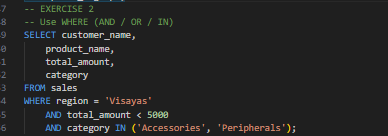 -- EXERCISE 2
-- Use WHERE (AND / OR / IN)
SELECT customer_name,
product_name,
total_amount,
category
FROM sales
WHERE region = 'Visayas'
AND total_amount < 5000
AND category IN ('Accessories', 'Peripherals');